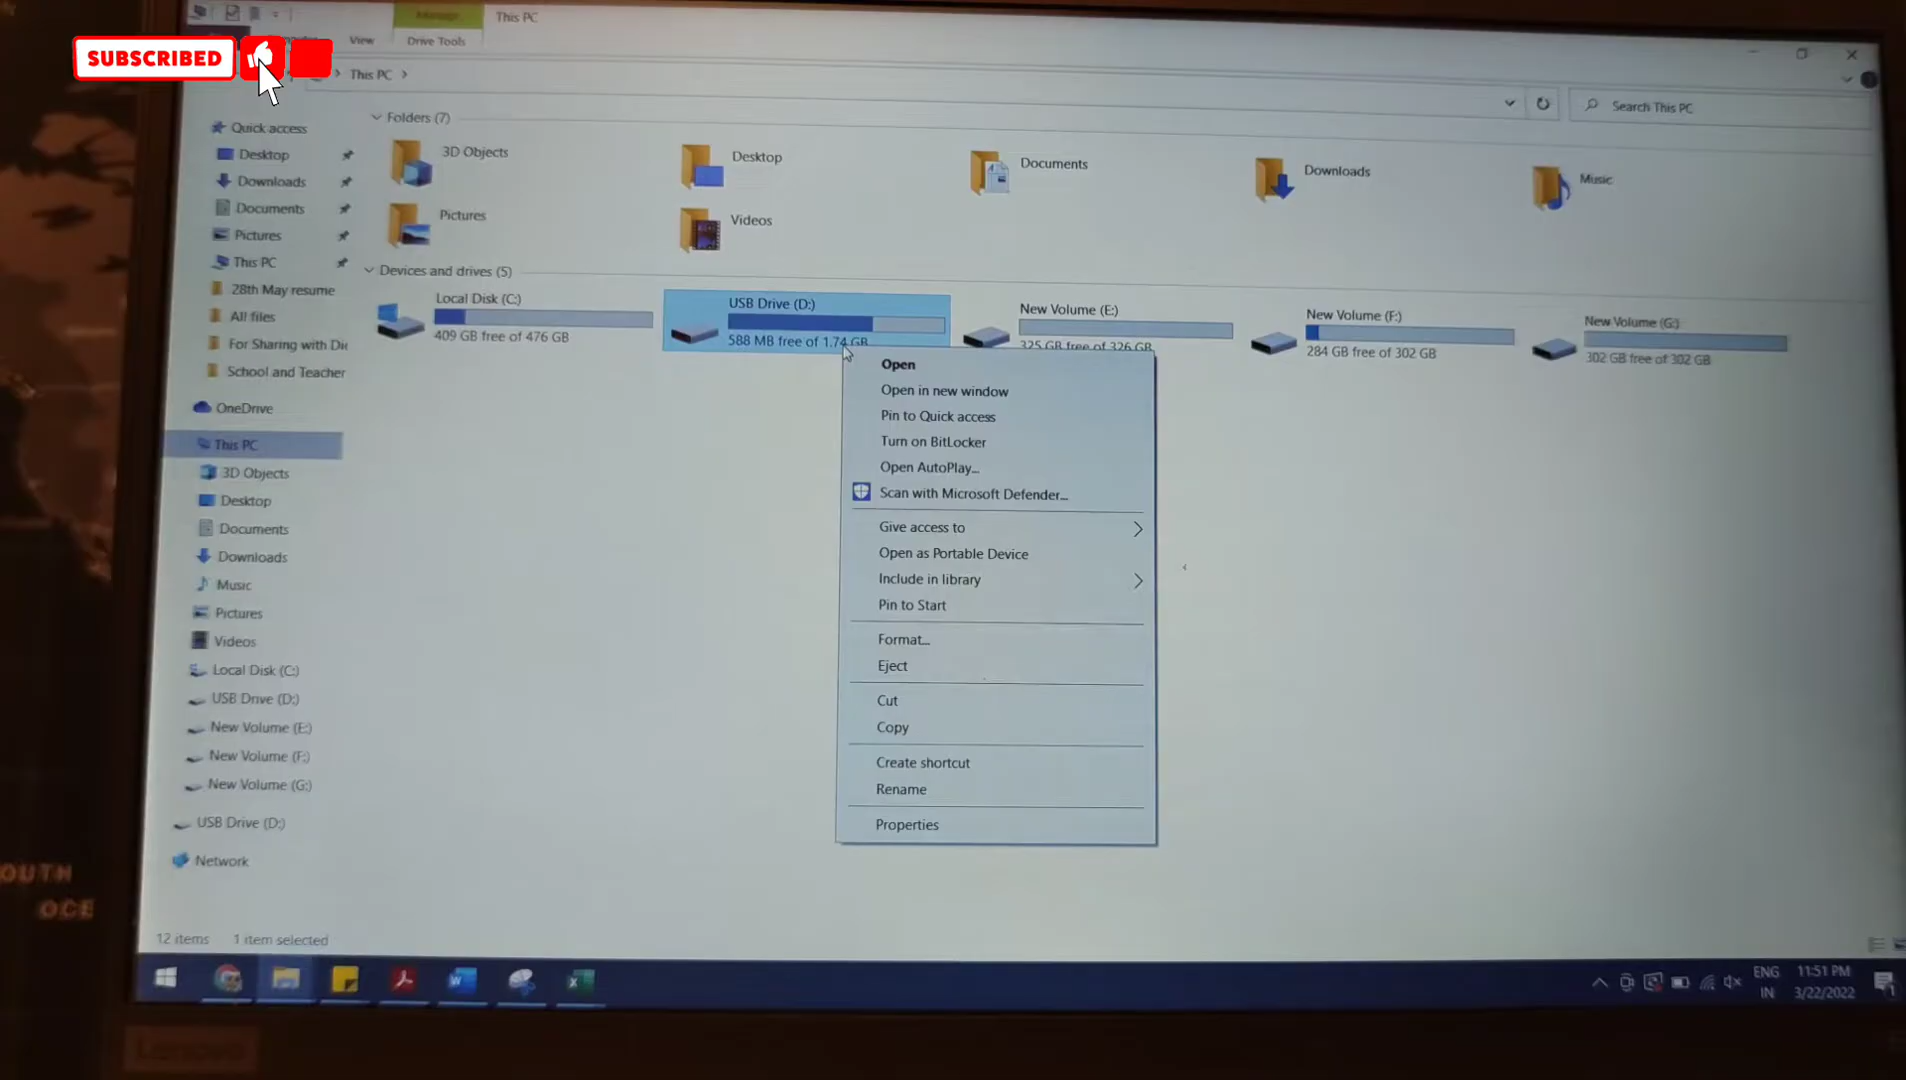 This PC
SUBSCRIBED
View
Drive Tools
This PC
Search This PC
Quick access
Desktop
Downloads
Documents
Pictures
This PC
28th May resume
All files
For Sharing with Die
School and Teacher
OneDrive
This PC
3D Objects
Desktop
Documents
Downloads
Music
Pictures
Videos
Local Disk (C:)
USB Drive (D:)
New Volume (E:)
New Volume (F:)
New Volume (G:)
USB Drive (D:)
Network
Folders (7)
3D Objects
Desktop
Documents
Downloads
Music
Pictures
Videos
Devices and drives (5)
Local Disk (C:)
409 GB free of 476 GB
USB Drive (D:)
588 MB free of 1.74 GB
New Volume (E:)
325 GB free of 326 GB
New Volume (F:)
284 GB free of 302 GB
New Volume (G:)
302 GB free of 302 GB
Open
Open in new window
Pin to Quick access
Turn on BitLocker
Open AutoPlay...
Scan with Microsoft Defender...
Give access to
Open as Portable Device
Include in library
Pin to Start
Format...
Eject
Cut
Copy
Create shortcut
Rename
Properties
12 items 1 item selected
OUTH
OCE
ENG
IN
11:51 PM
3/22/2022
1
Lenovo